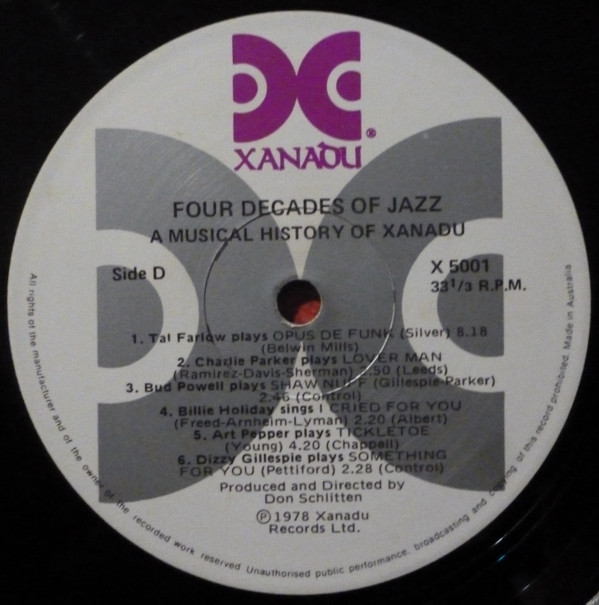 ®
XANADU
FOUR DECADES OF JAZZ
A MUSICAL HISTORY OF XANADU
Side D
X 5001
33 1/3 R.P.M.
1. Tal Farlow plays OPUS DE FUNK (Silver) 8.18
(Belwin Mills)
2. Charlie Parker plays LOVER MAN
(Ramirez-Davis-Sherman) 50 (Leeds)
3. Bud Powell plays SHAW NUFF (Gillespie-Parker)
2.46 (Control)
4. Billie Holiday sings I CRIED FOR YOU
(Freed-Arnheim-Lyman) 2.20 (Albert)
5. Art Pepper plays TICKLETOE
(Young) 4.20 (Chappell)
6. Dizzy Gillespie plays SOMETHING
FOR YOU (Pettiford) 2.28 (Control)
Produced and Directed by
Don Schlitten
℗ 1978 Xanadu
Records Ltd.
All rights of the manufacturer and of the owner of the recorded work reserved Unauthorised public performance, broadcasting and copying of this record prohibited. Made in Australia